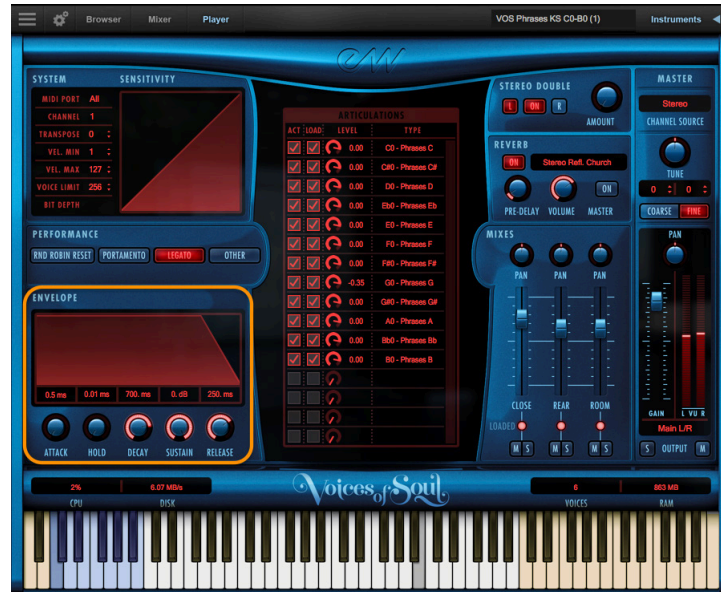 Browser Mixer Player VOS Phrases KS C0-B0 (1) Instruments
SYSTEM SENSITIVITY
MIDI PORT All
CHANNEL 1
TRANSPOSE 0
VEL. MIN 1
VEL. MAX 127
VOICE LIMIT 256
BIT DEPTH
PERFORMANCE
RND ROBIN RESET PORTAMENTO LEGATO OTHER
ENVELOPE
0.5 ms 0.01 ms 700. ms 0. dB 250. ms
ATTACK HOLD DECAY SUSTAIN RELEASE
EW
ARTICULATIONS
ACT LOAD LEVEL TYPE
0.00 C0 - Phrases C
0.00 C#0 - Phrases C#
0.00 D0 - Phrases D
0.00 Eb0 - Phrases Eb
0.00 E0 - Phrases E
0.00 F0 - Phrases F
0.00 F#0 - Phrases F#
-0.35 G0 - Phrases G
0.00 G#0 - Phrases G#
0.00 A0 - Phrases A
0.00 Bb0 - Phrases Bb
0.00 B0 - Phrases B
STEREO DOUBLE
L ON R
AMOUNT
REVERB
ON Stereo Refl. Church
ON
PRE-DELAY VOLUME MASTER
MIXES
PAN PAN PAN
CLOSE REAR ROOM
LOADED
M S M S M S
MASTER
Stereo
CHANNEL SOURCE
TUNE
0 0
COARSE FINE
PAN
GAIN L VU R
Main L/R
S OUTPUT M
2% 6.07 MB/s
CPU DISK
Voices of Soul
6 863 MB
VOICES RAM